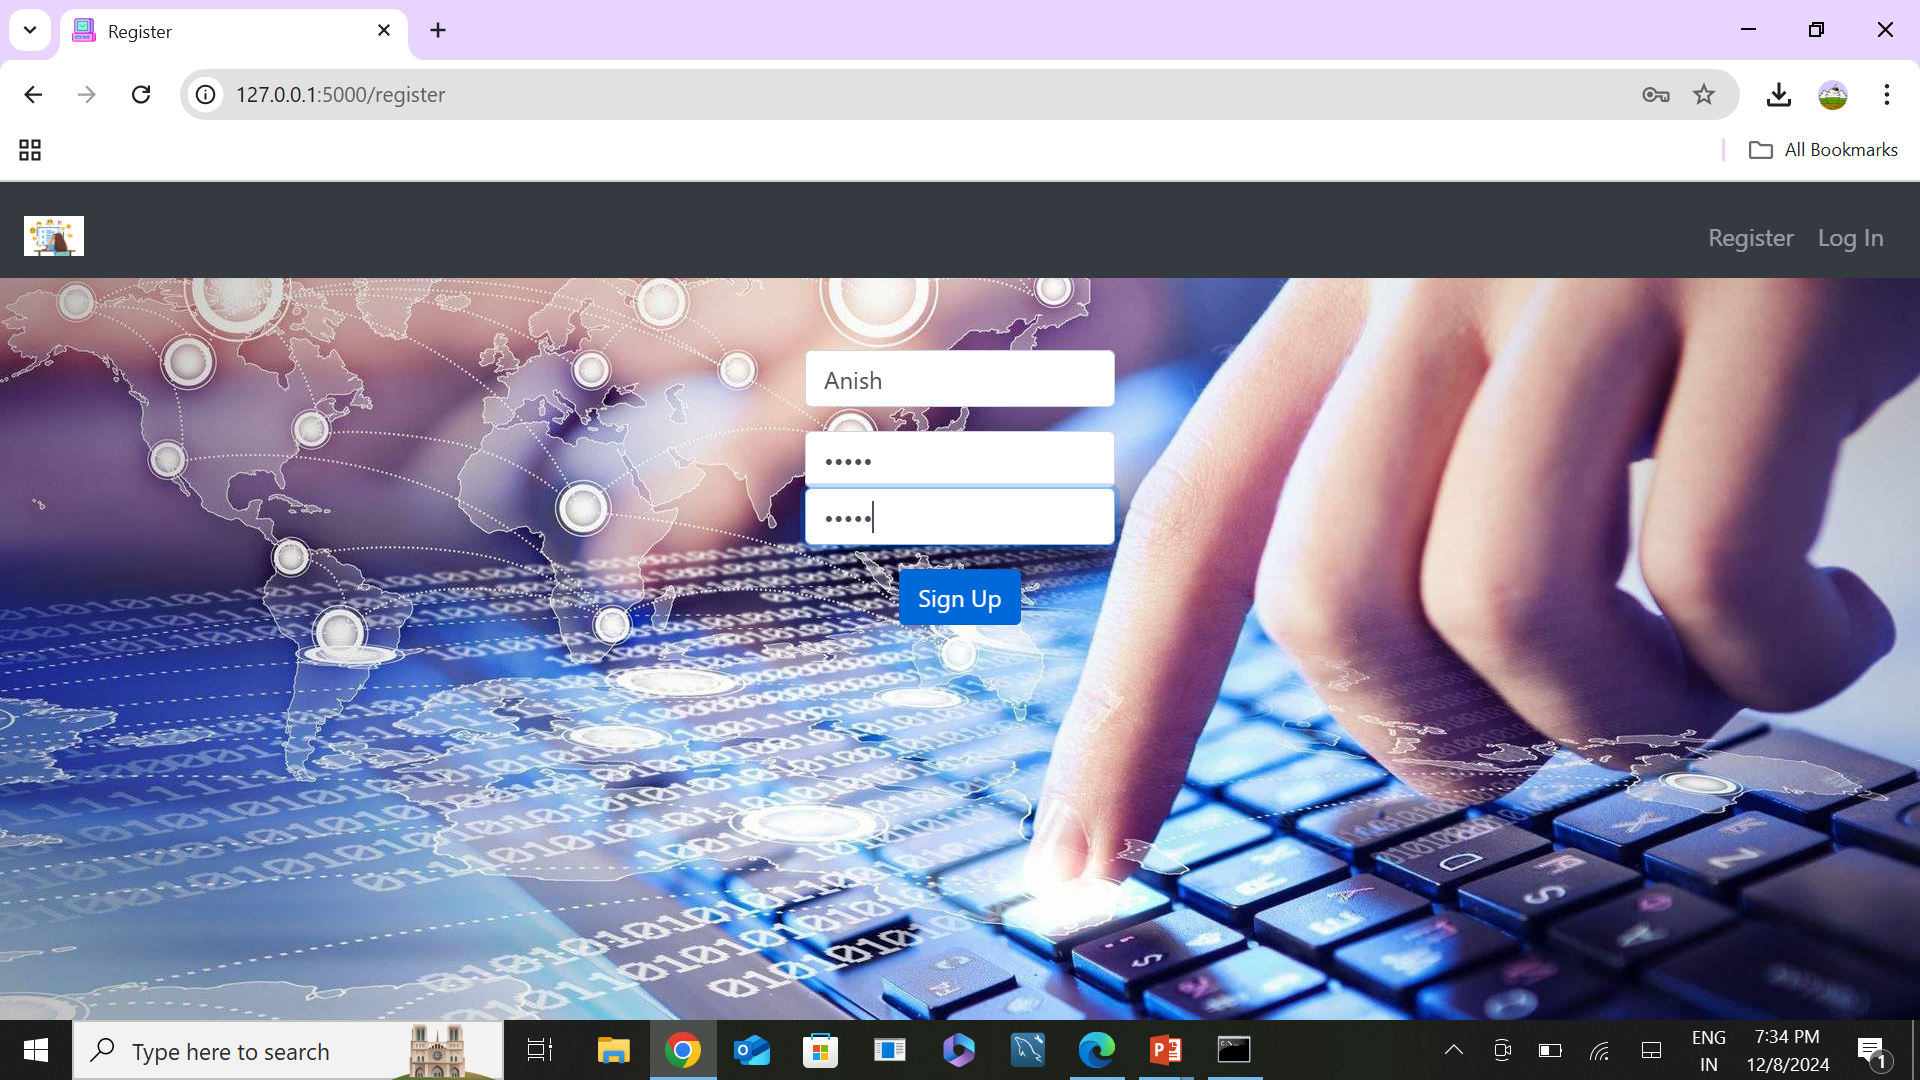 Register
127.0.0.1:5000/register
All Bookmarks
Register Log In
Anish
•••••
•••••
Sign Up
Type here to search
ENG
IN
7:34 PM
12/8/2024
1